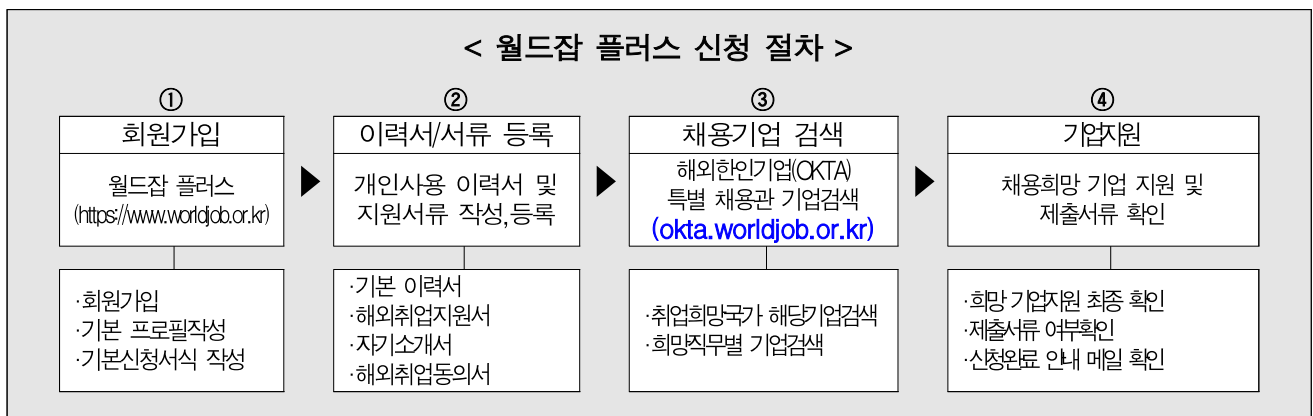 < 월드잡 플러스 신청 절차 >
①
회원가입
월드잡 플러스
(https://www.worldjob.or.kr)
·회원가입
·기본 프로필작성
·기본신청서식 작성
②
이력서/서류 등록
개인사용 이력서 및
지원서류 작성,등록
·기본 이력서
·해외취업지원서
·자기소개서
·해외취업동의서
③
채용기업 검색
해외한인기업(OKTA)
특별 채용관 기업검색
(okta.worldjob.or.kr)
·취업희망국가 해당기업검색
·희망직무별 기업검색
④
기업지원
채용희망 기업 지원 및
제출서류 확인
·희망 기업지원 최종 확인
·제출서류 여부확인
·신청완료 안내 메일 확인